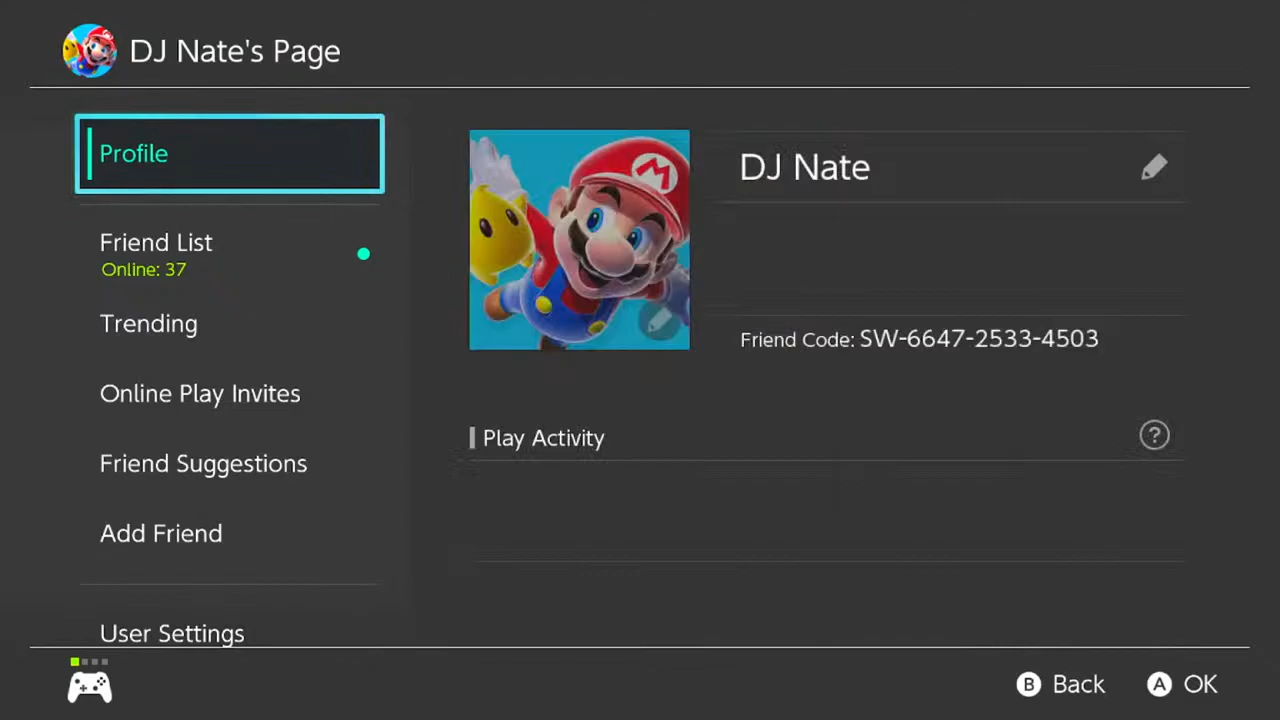 DJ Nate's Page
Profile
Friend List
Online: 37
Trending
Online Play Invites
Friend Suggestions
Add Friend
User Settings
M
DJ Nate
Friend Code: SW-6647-2533-4503
Play Activity
?
B Back
A OK